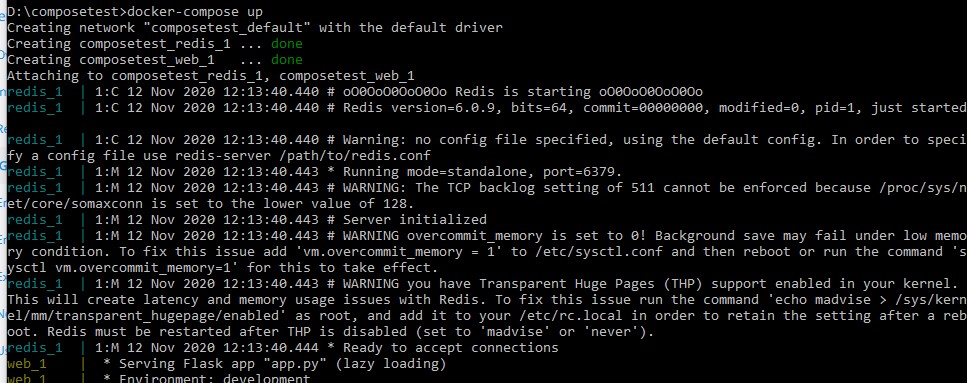 D:\composetest>docker-compose up
Creating network "composetest_default" with the default driver
Creating composetest_redis_1 ... done
Creating composetest_web_1   ... done
Attaching to composetest_redis_1, composetest_web_1
redis_1  | 1:C 12 Nov 2020 12:13:40.440 # oO0OoO0OoO0Oo Redis is starting oO0OoO0OoO0Oo
redis_1  | 1:C 12 Nov 2020 12:13:40.440 # Redis version=6.0.9, bits=64, commit=00000000, modified=0, pid=1, just started
redis_1  | 1:C 12 Nov 2020 12:13:40.440 # Warning: no config file specified, using the default config. In order to speci
fy a config file use redis-server /path/to/redis.conf
redis_1  | 1:M 12 Nov 2020 12:13:40.443 * Running mode=standalone, port=6379.
redis_1  | 1:M 12 Nov 2020 12:13:40.443 # WARNING: The TCP backlog setting of 511 cannot be enforced because /proc/sys/n
et/core/somaxconn is set to the lower value of 128.
redis_1  | 1:M 12 Nov 2020 12:13:40.443 # Server initialized
redis_1  | 1:M 12 Nov 2020 12:13:40.443 # WARNING overcommit_memory is set to 0! Background save may fail under low memo
ry condition. To fix this issue add 'vm.overcommit_memory = 1' to /etc/sysctl.conf and then reboot or run the command 's
ysctl vm.overcommit_memory=1' for this to take effect.
redis_1  | 1:M 12 Nov 2020 12:13:40.443 # WARNING you have Transparent Huge Pages (THP) support enabled in your kernel.
This will create latency and memory usage issues with Redis. To fix this issue run the command 'echo madvise > /sys/kern
el/mm/transparent_hugepage/enabled' as root, and add it to your /etc/rc.local in order to retain the setting after a reb
oot. Redis must be restarted after THP is disabled (set to 'madvise' or 'never').
redis_1  | 1:M 12 Nov 2020 12:13:40.444 * Ready to accept connections
web_1    |  * Serving Flask app "app.py" (lazy loading)
web_1    |  * Environment: development